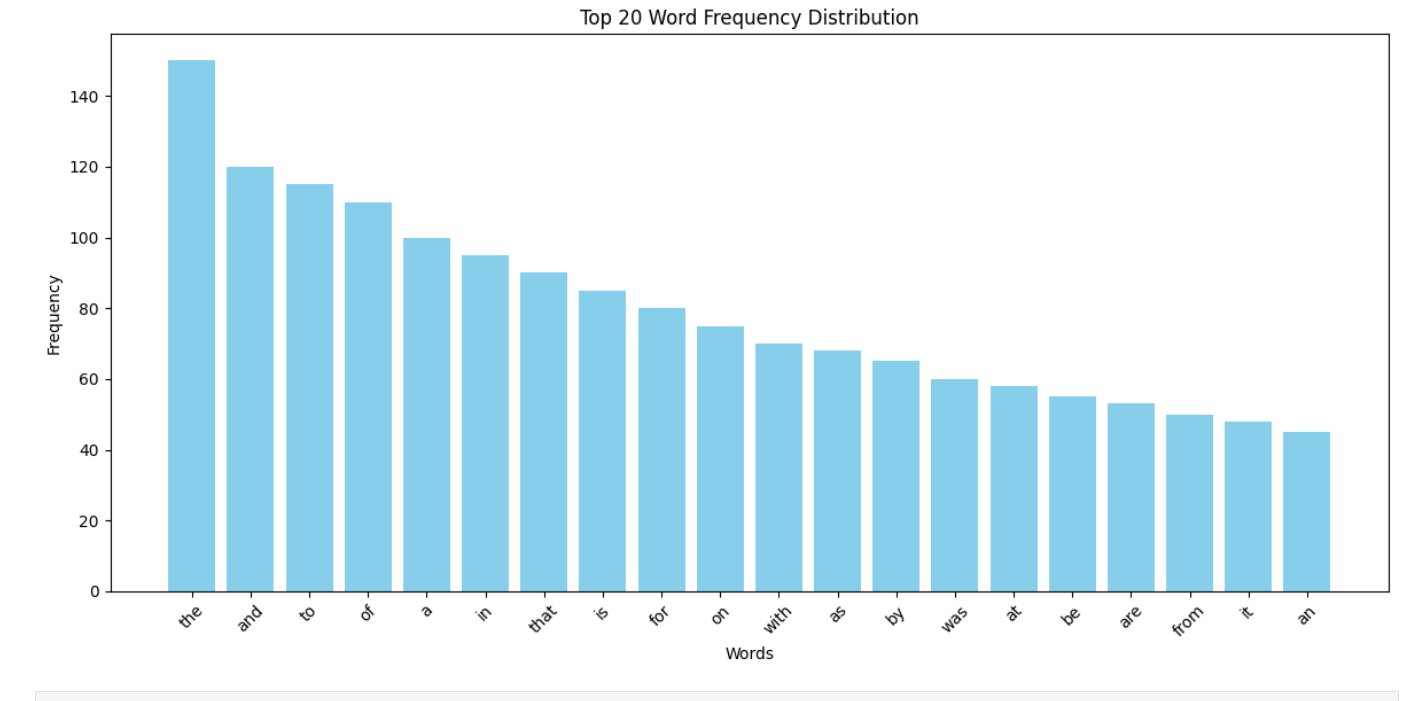 Top 20 Word Frequency Distribution
140
120
100
80
60
40
20
0
Frequency
the and to of a in that is for on with as by was at be are from it an
Words